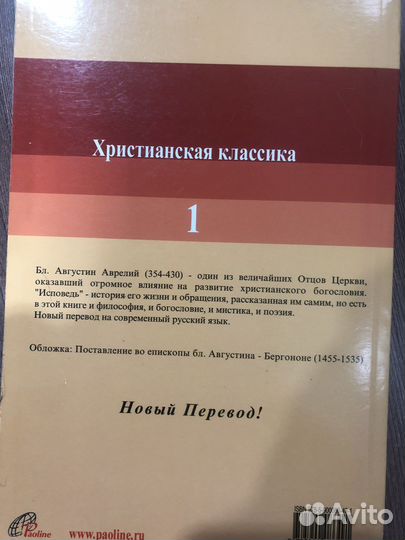 Христианская классика
1
Бл. Августин Аврелий (354-430) - один из величайших Отцов Церкви,
оказавший огромное влияние на развитие христианского богословия.
"Исповедь" - история его жизни и обращения, рассказанная им самим, но есть
в этой книге и философия, и богословие, и мистика, и поэзия.
Новый перевод на современный русский язык.
Обложка: Поставление во епископы бл. Августина - Бергононе (1455-1535)
Новый Перевод!
Paoline
www.paoline.ru
Avito